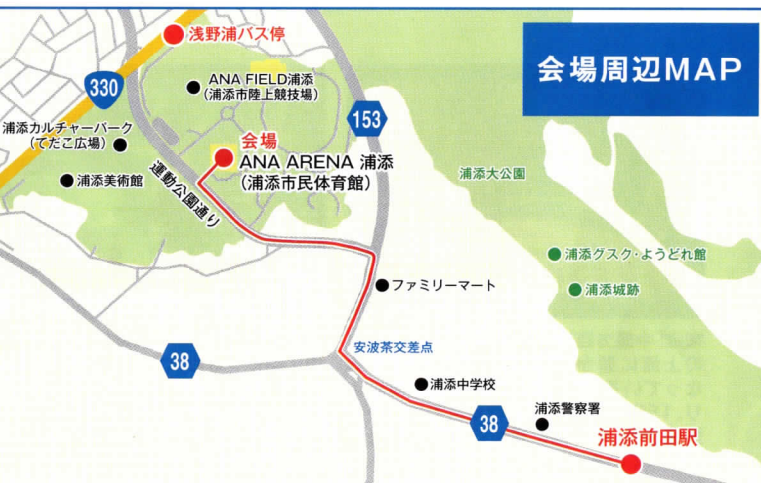 会場周辺MAP
浅野浦バス停
330
ANA FIELD浦添
(浦添市陸上競技場)
153
浦添カルチャーパーク
(てだこ広場)
会場
ANA ARENA 浦添
(浦添市民体育館)
浦添美術館
運動公園通り
浦添大公園
浦添グスク・ようどれ館
浦添城跡
ファミリーマート
安波茶交差点
38
浦添中学校
38
浦添警察署
浦添前田駅